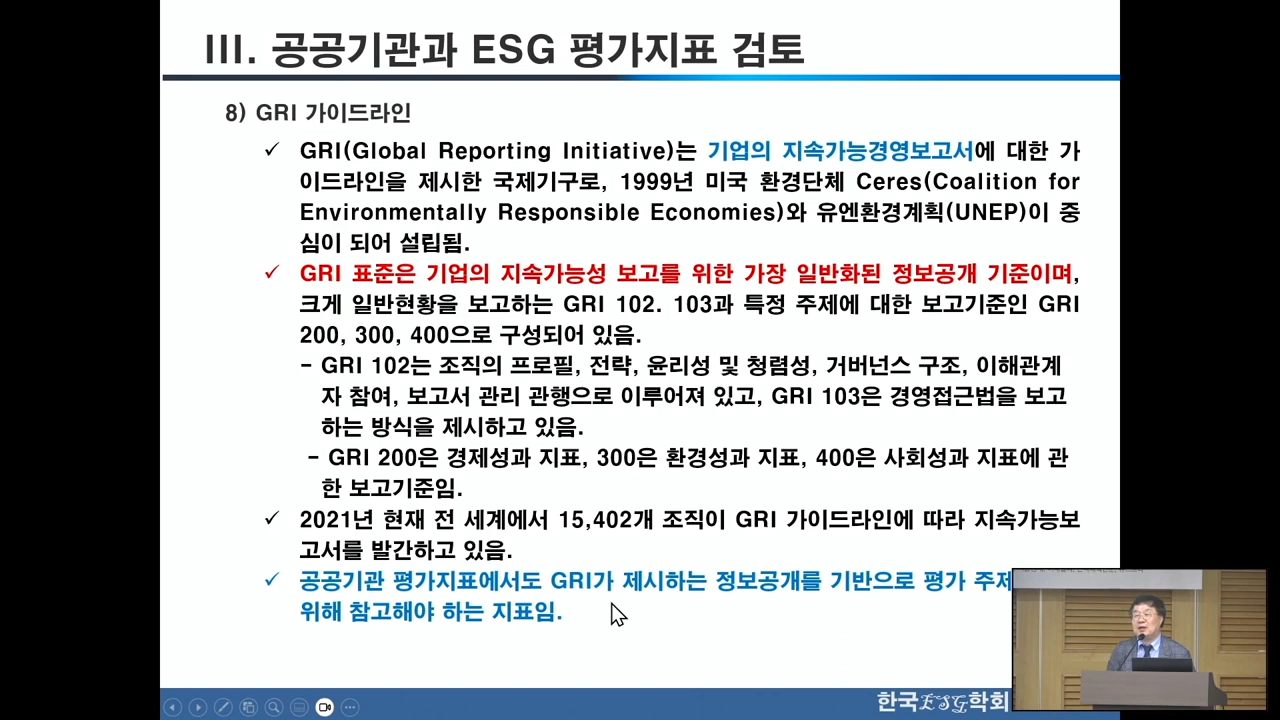 III. 공공기관과 ESG 평가지표 검토
8) GRI 가이드라인
✓ GRI(Global Reporting Initiative)는 기업의 지속가능경영보고서에 대한 가
이드라인을 제시한 국제기구로, 1999년 미국 환경단체 Ceres(Coalition for
Environmentally Responsible Economies)와 유엔환경계획(UNEP)이 중
심이 되어 설립됨.
✓ GRI 표준은 기업의 지속가능성 보고를 위한 가장 일반화된 정보공개 기준이며,
크게 일반현황을 보고하는 GRI 102. 103과 특정 주제에 대한 보고기준인 GRI
200, 300, 400으로 구성되어 있음.
- GRI 102는 조직의 프로필, 전략, 윤리성 및 청렴성, 거버넌스 구조, 이해관계
자 참여, 보고서 관리 관행으로 이루어져 있고, GRI 103은 경영접근법을 보고
하는 방식을 제시하고 있음.
- GRI 200은 경제성과 지표, 300은 환경성과 지표, 400은 사회성과 지표에 관
한 보고기준임.
✓ 2021년 현재 전 세계에서 15,402개 조직이 GRI 가이드라인에 따라 지속가능보
고서를 발간하고 있음.
✓ 공공기관 평가지표에서도 GRI가 제시하는 정보공개를 기반으로 평가 주제
위해 참고해야 하는 지표임.
한국ESG학회